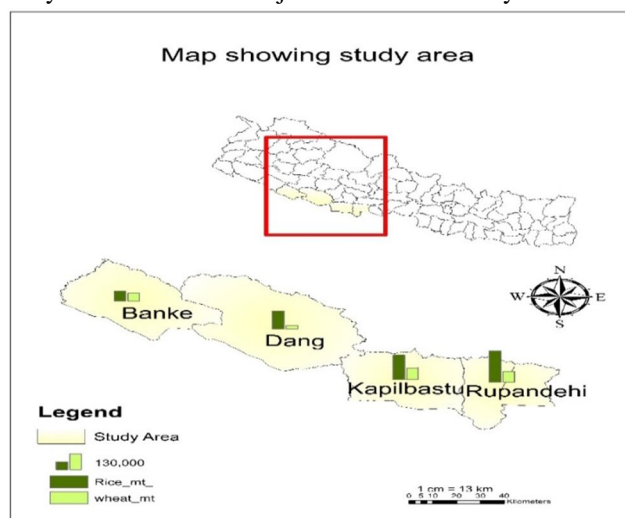 Map showing study area
N
W E
S
Banke
Dang
Kapilbastu Rupandehi
Legend
Study Area
130,000
Rice_mt_
wheat_mt
1 cm = 13 km
0 5 10 20 30 40
Kilometers